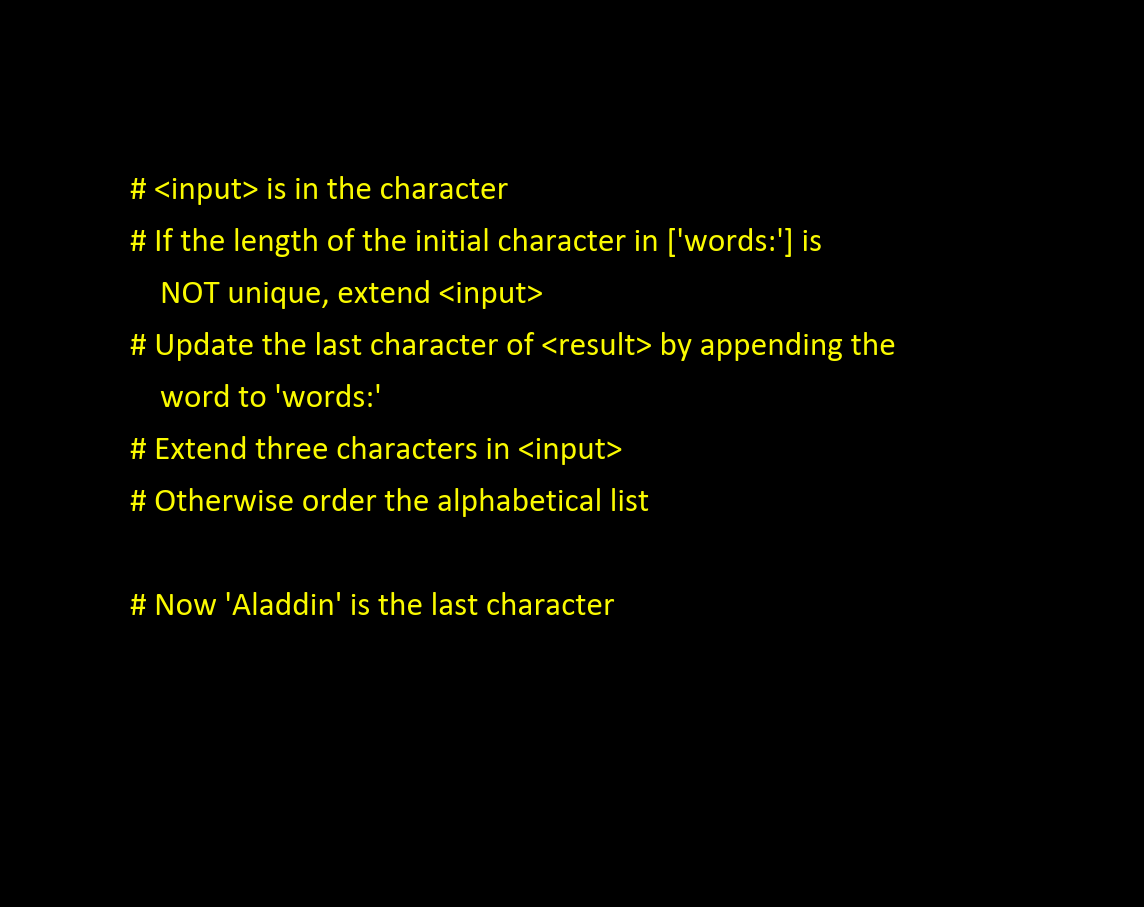 # <input> is in the character
# If the length of the initial character in ['words:'] is
NOT unique, extend <input>
# Update the last character of <result> by appending the
word to 'words:'
# Extend three characters in <input>
# Otherwise order the alphabetical list
# Now 'Aladdin' is the last character